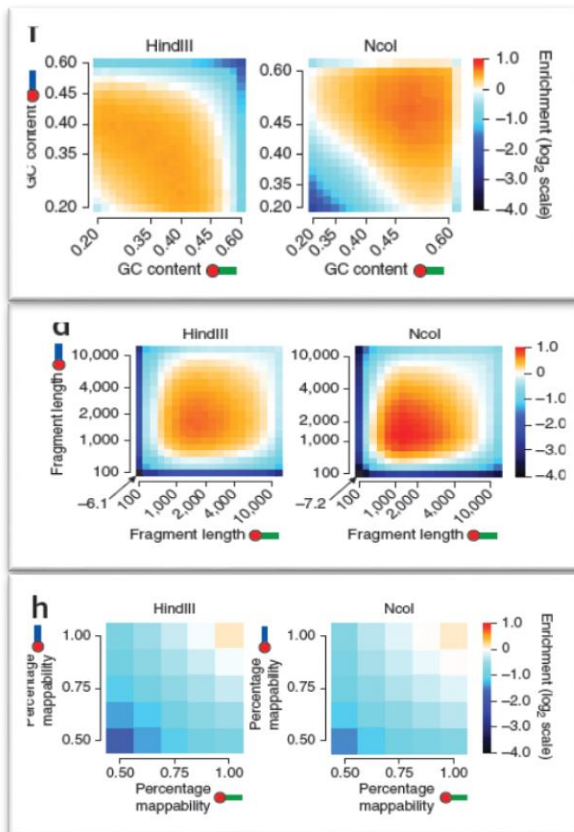 f
HindIII NcoI
0.60 0.45 0.40 0.35 0.20
GC content
0.20 0.35 0.40 0.45 0.60
GC content
0.60 0.45 0.40 0.35 0.20
0.20 0.35 0.40 0.45 0.60
GC content
1.0 0 −1.0 −2.0 −3.0 −4.0
Enrichment (log2 scale)
g
HindIII NcoI
10,000 4,000 2,000 1,000 100
Fragment length
−6.1
100 1,000 2,000 4,000 10,000
Fragment length
10,000 4,000 2,000 1,000 100
−7.2
100 1,000 2,000 4,000 10,000
Fragment length
1.0 0 −1.0 −2.0 −3.0 −4.0
h
HindIII NcoI
1.00 0.75 0.50
Percentage
mappability
0.50 0.75 1.00
Percentage
mappability
1.00 0.75 0.50
Percentage
mappability
0.50 0.75 1.00
Percentage
mappability
1.0 0 −1.0 −2.0 −3.0 −4.0
Enrichment (log2 scale)